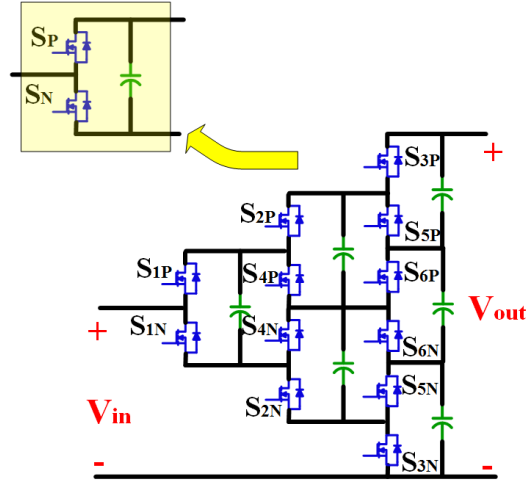 SP
SN
S3P
+
S2P
S5P
S1P
S4P
S6P
+
S1N
S4N
Vout
S6N
S2N
S5N
Vin
-
S3N
-